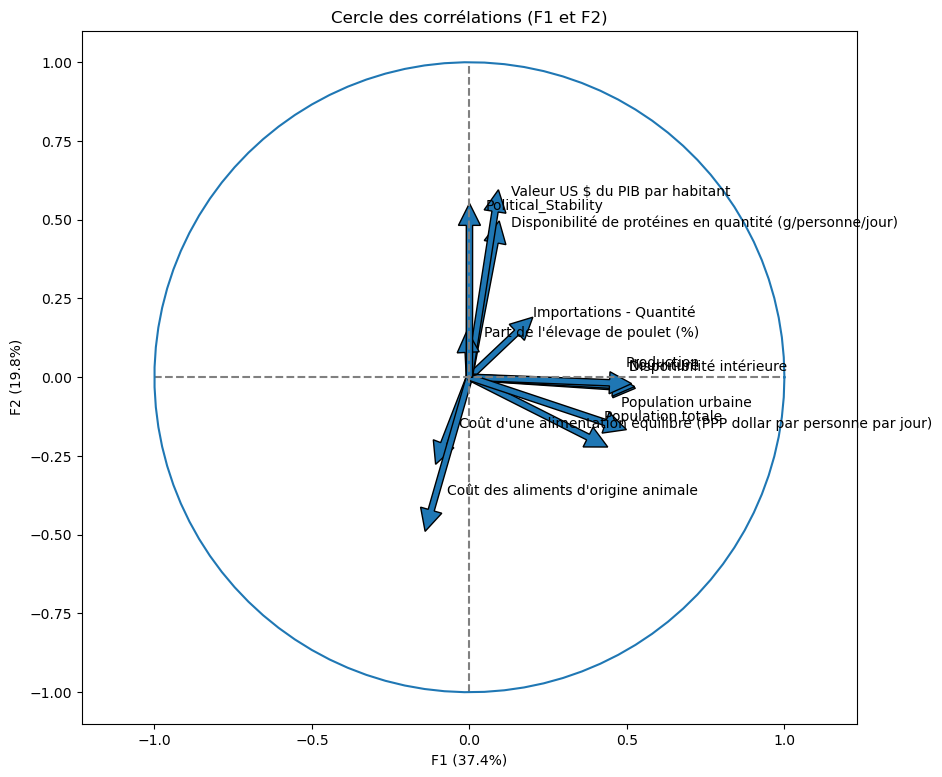 Cercle des corrélations (F1 et F2)
1.00
0.75
0.50
0.25
0.00
−0.25
−0.50
−0.75
−1.00
F2 (19.8%)
Valeur US $ du PIB par habitant
Political_Stability
Disponibilité de protéines en quantité (g/personne/jour)
Importations - Quantité
Part de l'élevage de poulet (%)
Production
Disponibilité intérieure
Population urbaine
Population totale
Coût d'une alimentation équilibré (PPP dollar par personne par jour)
Coût des aliments d'origine animale
−1.0
−0.5
0.0
0.5
1.0
F1 (37.4%)